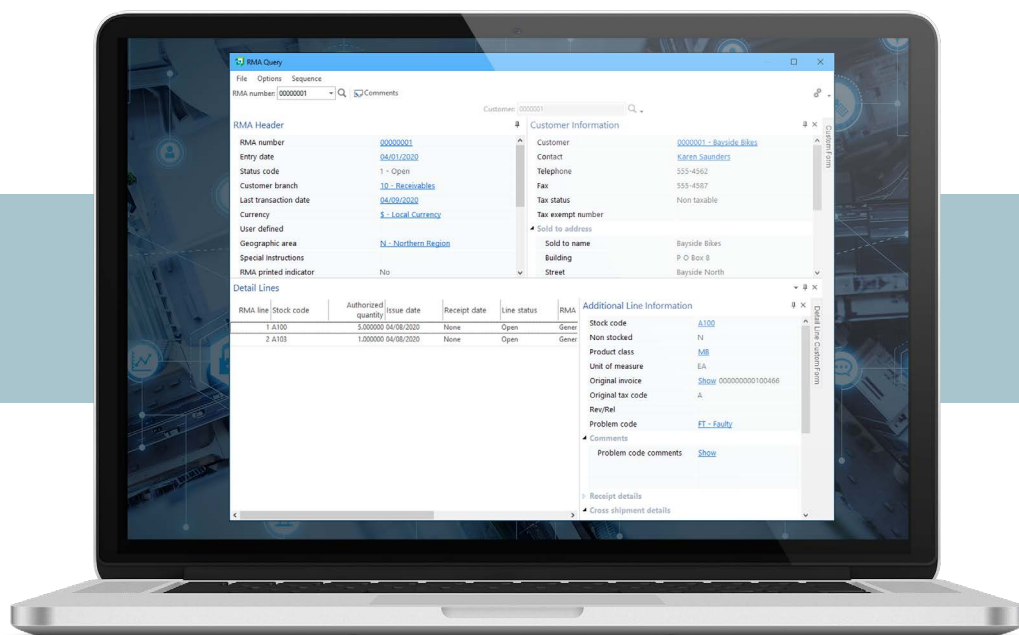 RMA Query
File Options Sequence
RMA number: 00000001 Comments
Customer: 0000001
RMA Header
RMA number 00000001
Entry date 04/01/2020
Status code 1 - Open
Customer branch 10 - Receivables
Last transaction date 04/09/2020
Currency $ - Local Currency
User defined
Geographic area N - Northern Region
Special Instructions
RMA printed indicator No
Customer Information
Customer 0000001 - Bayside Bikes
Contact Karen Saunders
Telephone 555-4562
Fax 555-4587
Tax status Non taxable
Tax exempt number
Sold to address
Sold to name Bayside Bikes
Building P O Box 8
Street Bayside North
Custom Form
Detail Lines
RMA line Stock code Authorized quantity Issue date Receipt date Line status RMA
1 A100 5.000000 04/08/2020 None Open Gener
2 A103 1.000000 04/08/2020 None Open Gener
Additional Line Information
Stock code A100
Non stocked N
Product class MB
Unit of measure EA
Original invoice Show 000000000100466
Original tax code A
Rev/Rel
Problem code FT - Faulty
Comments
Problem code comments Show
Receipt details
Cross shipment details
Detail Line Custom Form